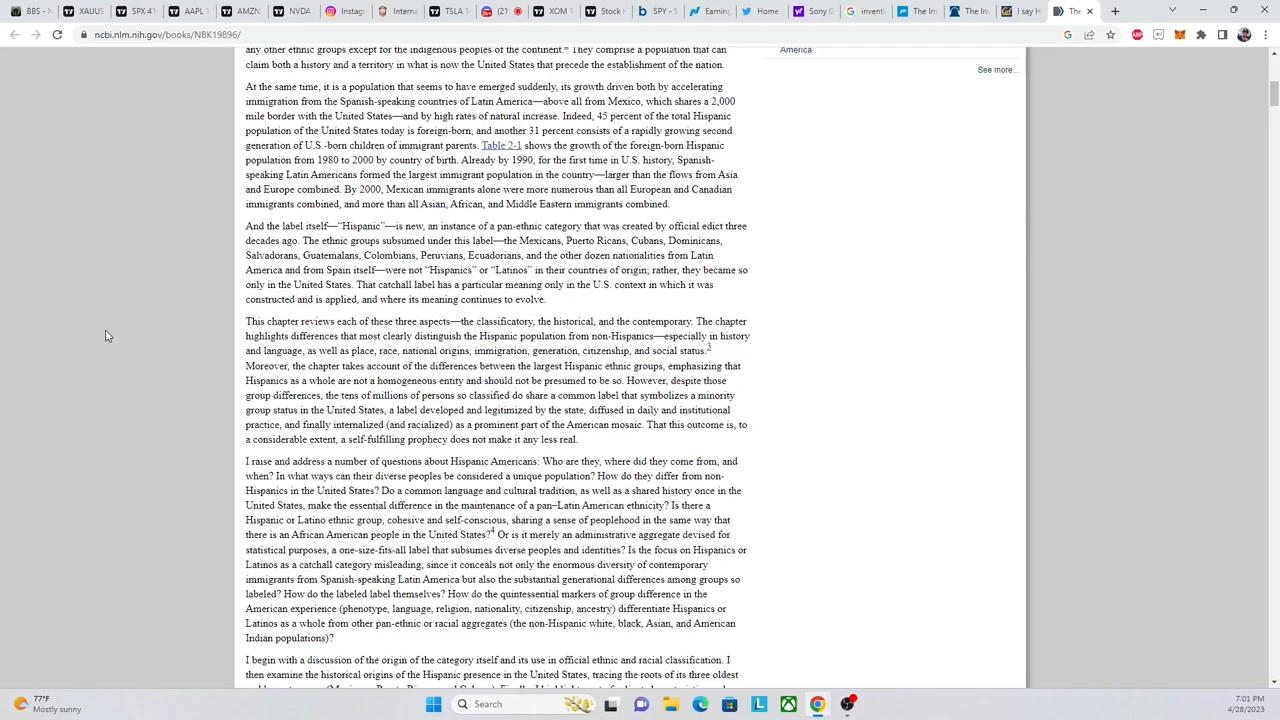 BBS - M
XAUUS
SPX 41
AAPL
AMZN
NVDA
Instag
Intern
TSLA 1
(21)
XOM 1
Stock H
SPY - S
Earnin
Twitter
Home
Sony G
inventi
The In
The Inv
I say H
The
ncbi.nlm.nih.gov/books/NBK19896/
America
See more...
any other ethnic groups except for the indigenous peoples of the continent. They comprise a population that can
claim both a history and a territory in what is now the United States that precede the establishment of the nation.
At the same time, it is a population that seems to have emerged suddenly, its growth driven both by accelerating
immigration from the Spanish-speaking countries of Latin America—above all from Mexico, which shares a 2,000
mile border with the United States—and by high rates of natural increase. Indeed, 45 percent of the total Hispanic
population of the United States today is foreign-born, and another 31 percent consists of a rapidly growing second
generation of U.S.-born children of immigrant parents. Table 2-1 shows the growth of the foreign-born Hispanic
population from 1980 to 2000 by country of birth. Already by 1990, for the first time in U.S. history, Spanish-
speaking Latin Americans formed the largest immigrant population in the country—larger than the flows from Asia
and Europe combined. By 2000, Mexican immigrants alone were more numerous than all European and Canadian
immigrants combined, and more than all Asian, African, and Middle Eastern immigrants combined.
And the label itself—“Hispanic”—is new, an instance of a pan-ethnic category that was created by official edict three
decades ago. The ethnic groups subsumed under this label—the Mexicans, Puerto Ricans, Cubans, Dominicans,
Salvadorans, Guatemalans, Colombians, Peruvians, Ecuadorians, and the other dozen nationalities from Latin
America and from Spain itself—were not “Hispanics” or “Latinos” in their countries of origin; rather, they became so
only in the United States. That catchall label has a particular meaning only in the U.S. context in which it was
constructed and is applied, and where its meaning continues to evolve.
This chapter reviews each of these three aspects—the classificatory, the historical, and the contemporary. The chapter
highlights differences that most clearly distinguish the Hispanic population from non-Hispanics—especially in history
and language, as well as place, race, national origins, immigration, generation, citizenship, and social status.3
Moreover, the chapter takes account of the differences between the largest Hispanic ethnic groups, emphasizing that
Hispanics as a whole are not a homogeneous entity and should not be presumed to be so. However, despite those
group differences, the tens of millions of persons so classified do share a common label that symbolizes a minority
group status in the United States, a label developed and legitimized by the state, diffused in daily and institutional
practice, and finally internalized (and racialized) as a prominent part of the American mosaic. That this outcome is, to
a considerable extent, a self-fulfilling prophecy does not make it any less real.
I raise and address a number of questions about Hispanic Americans: Who are they, where did they come from, and
when? In what ways can their diverse peoples be considered a unique population? How do they differ from non-
Hispanics in the United States? Do a common language and cultural tradition, as well as a shared history once in the
United States, make the essential difference in the maintenance of a pan–Latin American ethnicity? Is there a
Hispanic or Latino ethnic group, cohesive and self-conscious, sharing a sense of peoplehood in the same way that
there is an African American people in the United States?4 Or is it merely an administrative aggregate devised for
statistical purposes, a one-size-fits-all label that subsumes diverse peoples and identities? Is the focus on Hispanics or
Latinos as a catchall category misleading, since it conceals not only the enormous diversity of contemporary
immigrants from Spanish-speaking Latin America but also the substantial generational differences among groups so
labeled? How do the labeled label themselves? How do the quintessential markers of group difference in the
American experience (phenotype, language, religion, nationality, citizenship, ancestry) differentiate Hispanics or
Latinos as a whole from other pan-ethnic or racial aggregates (the non-Hispanic white, black, Asian, and American
Indian populations)?
I begin with a discussion of the origin of the category itself and its use in official ethnic and racial classification. I
then examine the historical origins of the Hispanic presence in the United States, tracing the roots of its three oldest
77°F
Mostly sunny
Search
7:01 PM
4/28/2023